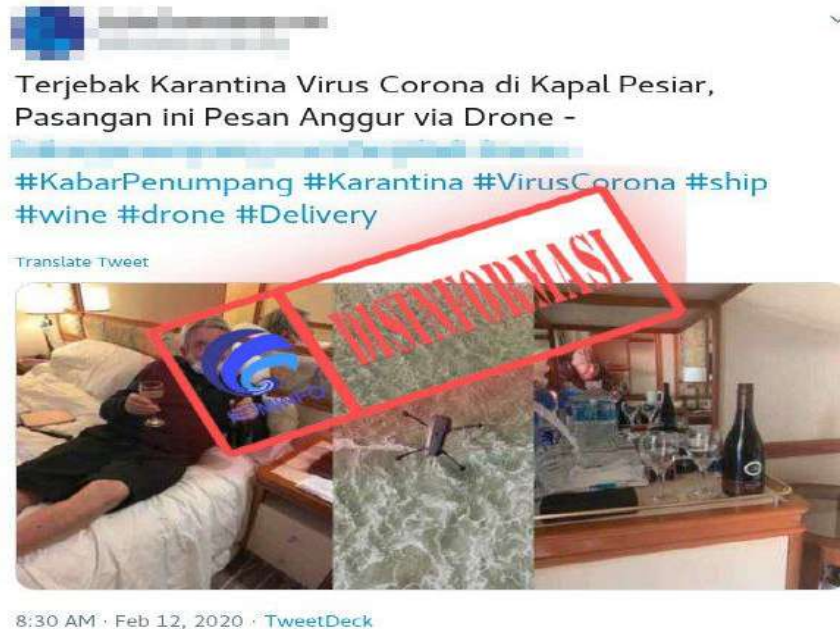 Terjebak Karantina Virus Corona di Kapal Pesiar,
Pasangan ini Pesan Anggur via Drone -
#KabarPenumpang #Karantina #VirusCorona #ship
#wine #drone #Delivery
Translate Tweet
DISINFORMASI
KOMINFO
8:30 AM · Feb 12, 2020 · TweetDeck